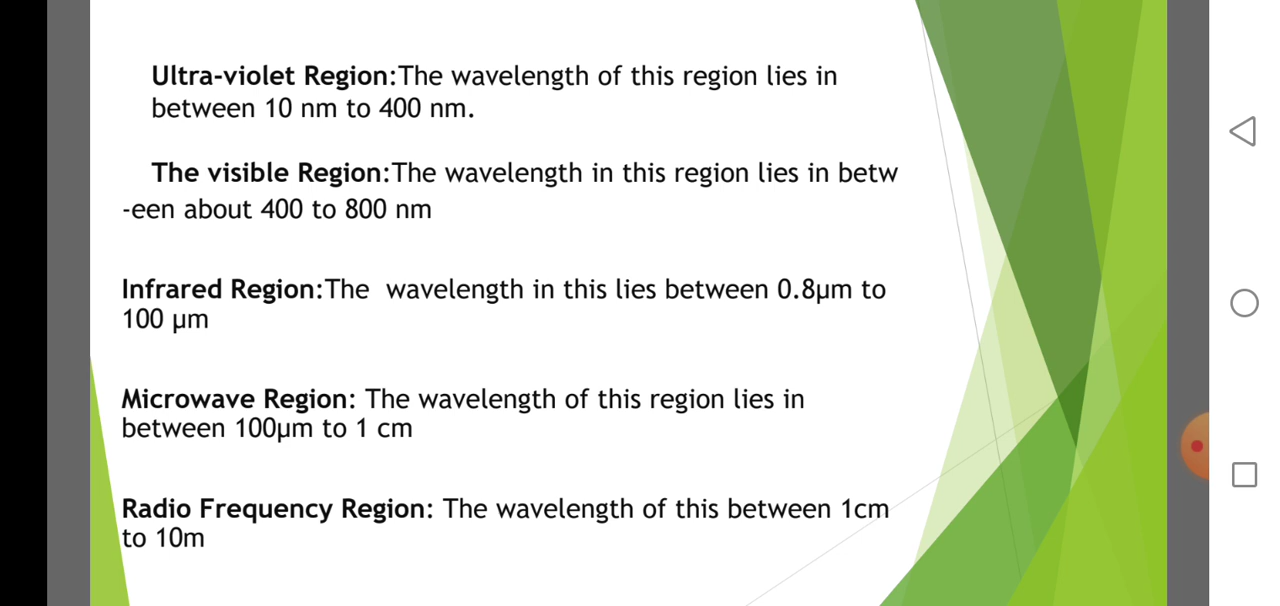 Ultra-violet Region:The wavelength of this region lies in
between 10 nm to 400 nm.
The visible Region:The wavelength in this region lies in betw
-een about 400 to 800 nm
Infrared Region:The  wavelength in this lies between 0.8µm to
100 µm
Microwave Region: The wavelength of this region lies in
between 100µm to 1 cm
Radio Frequency Region: The wavelength of this between 1cm
to 10m